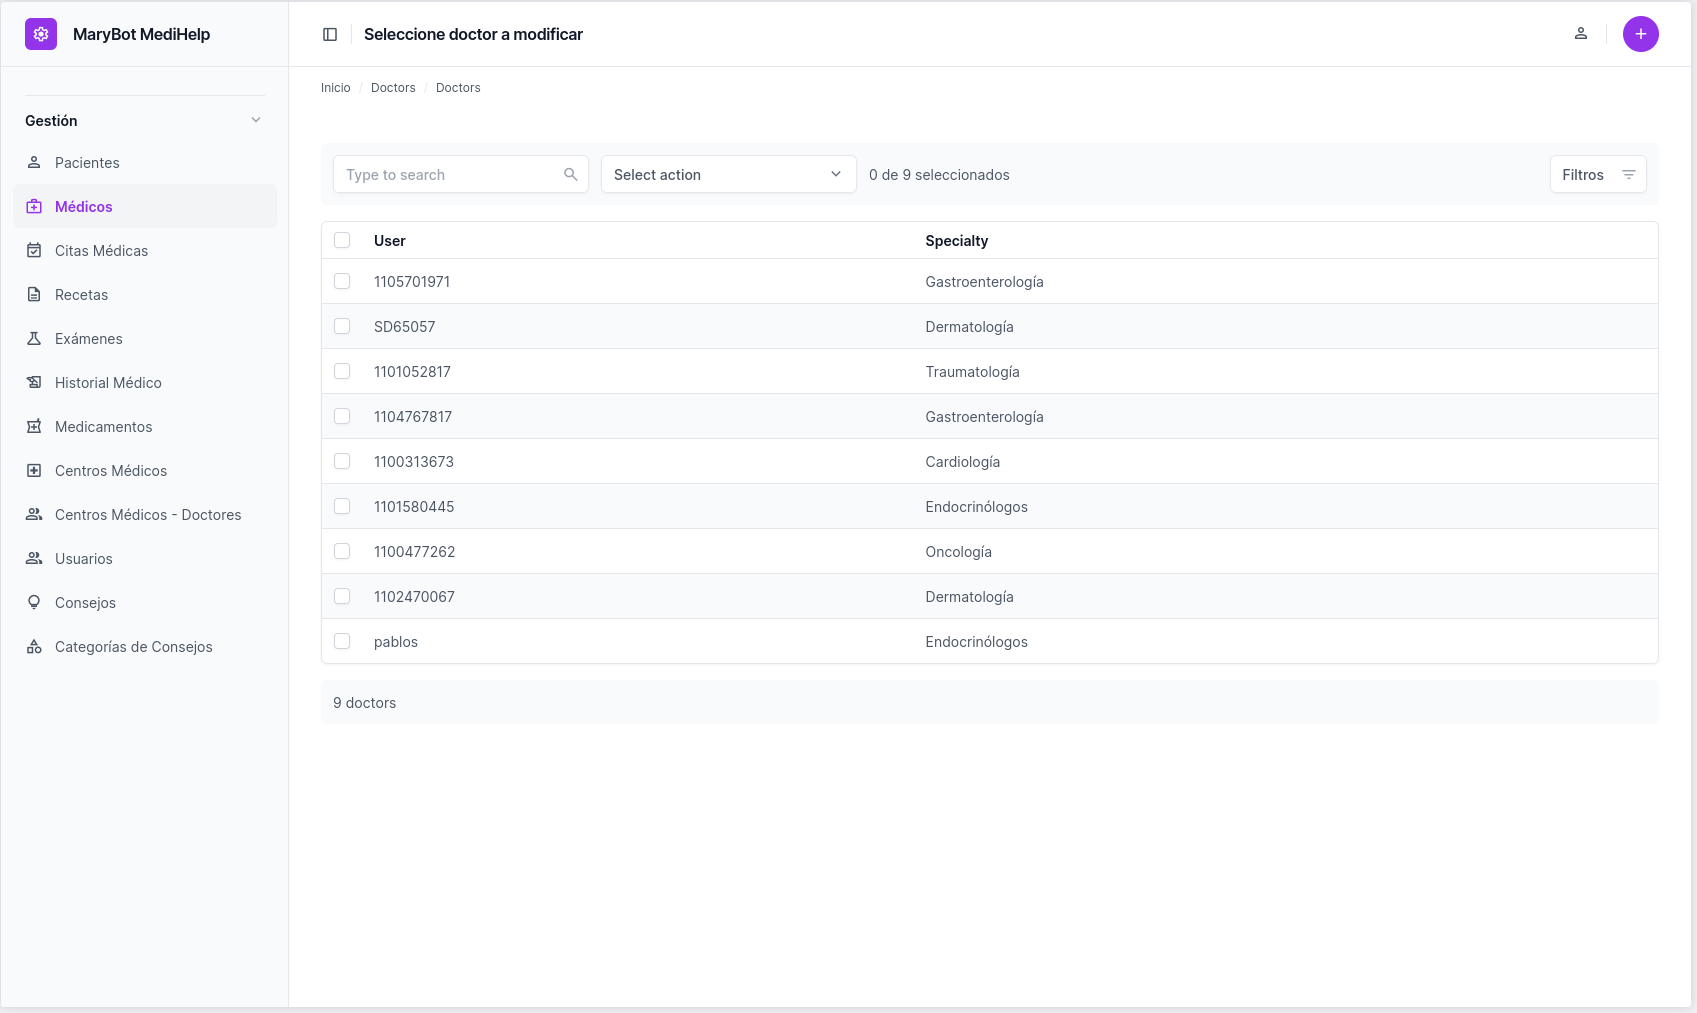 MaryBot MediHelp
Seleccione doctor a modificar
Inicio / Doctors / Doctors
Gestión
Pacientes
Médicos
Citas Médicas
Recetas
Exámenes
Historial Médico
Medicamentos
Centros Médicos
Centros Médicos - Doctores
Usuarios
Consejos
Categorías de Consejos
Type to search Select action 0 de 9 seleccionados Filtros
User Specialty
1105701971 Gastroenterología
SD65057 Dermatología
1101052817 Traumatología
1104767817 Gastroenterología
1100313673 Cardiología
1101580445 Endocrinólogos
1100477262 Oncología
1102470067 Dermatología
pablos Endocrinólogos
9 doctors